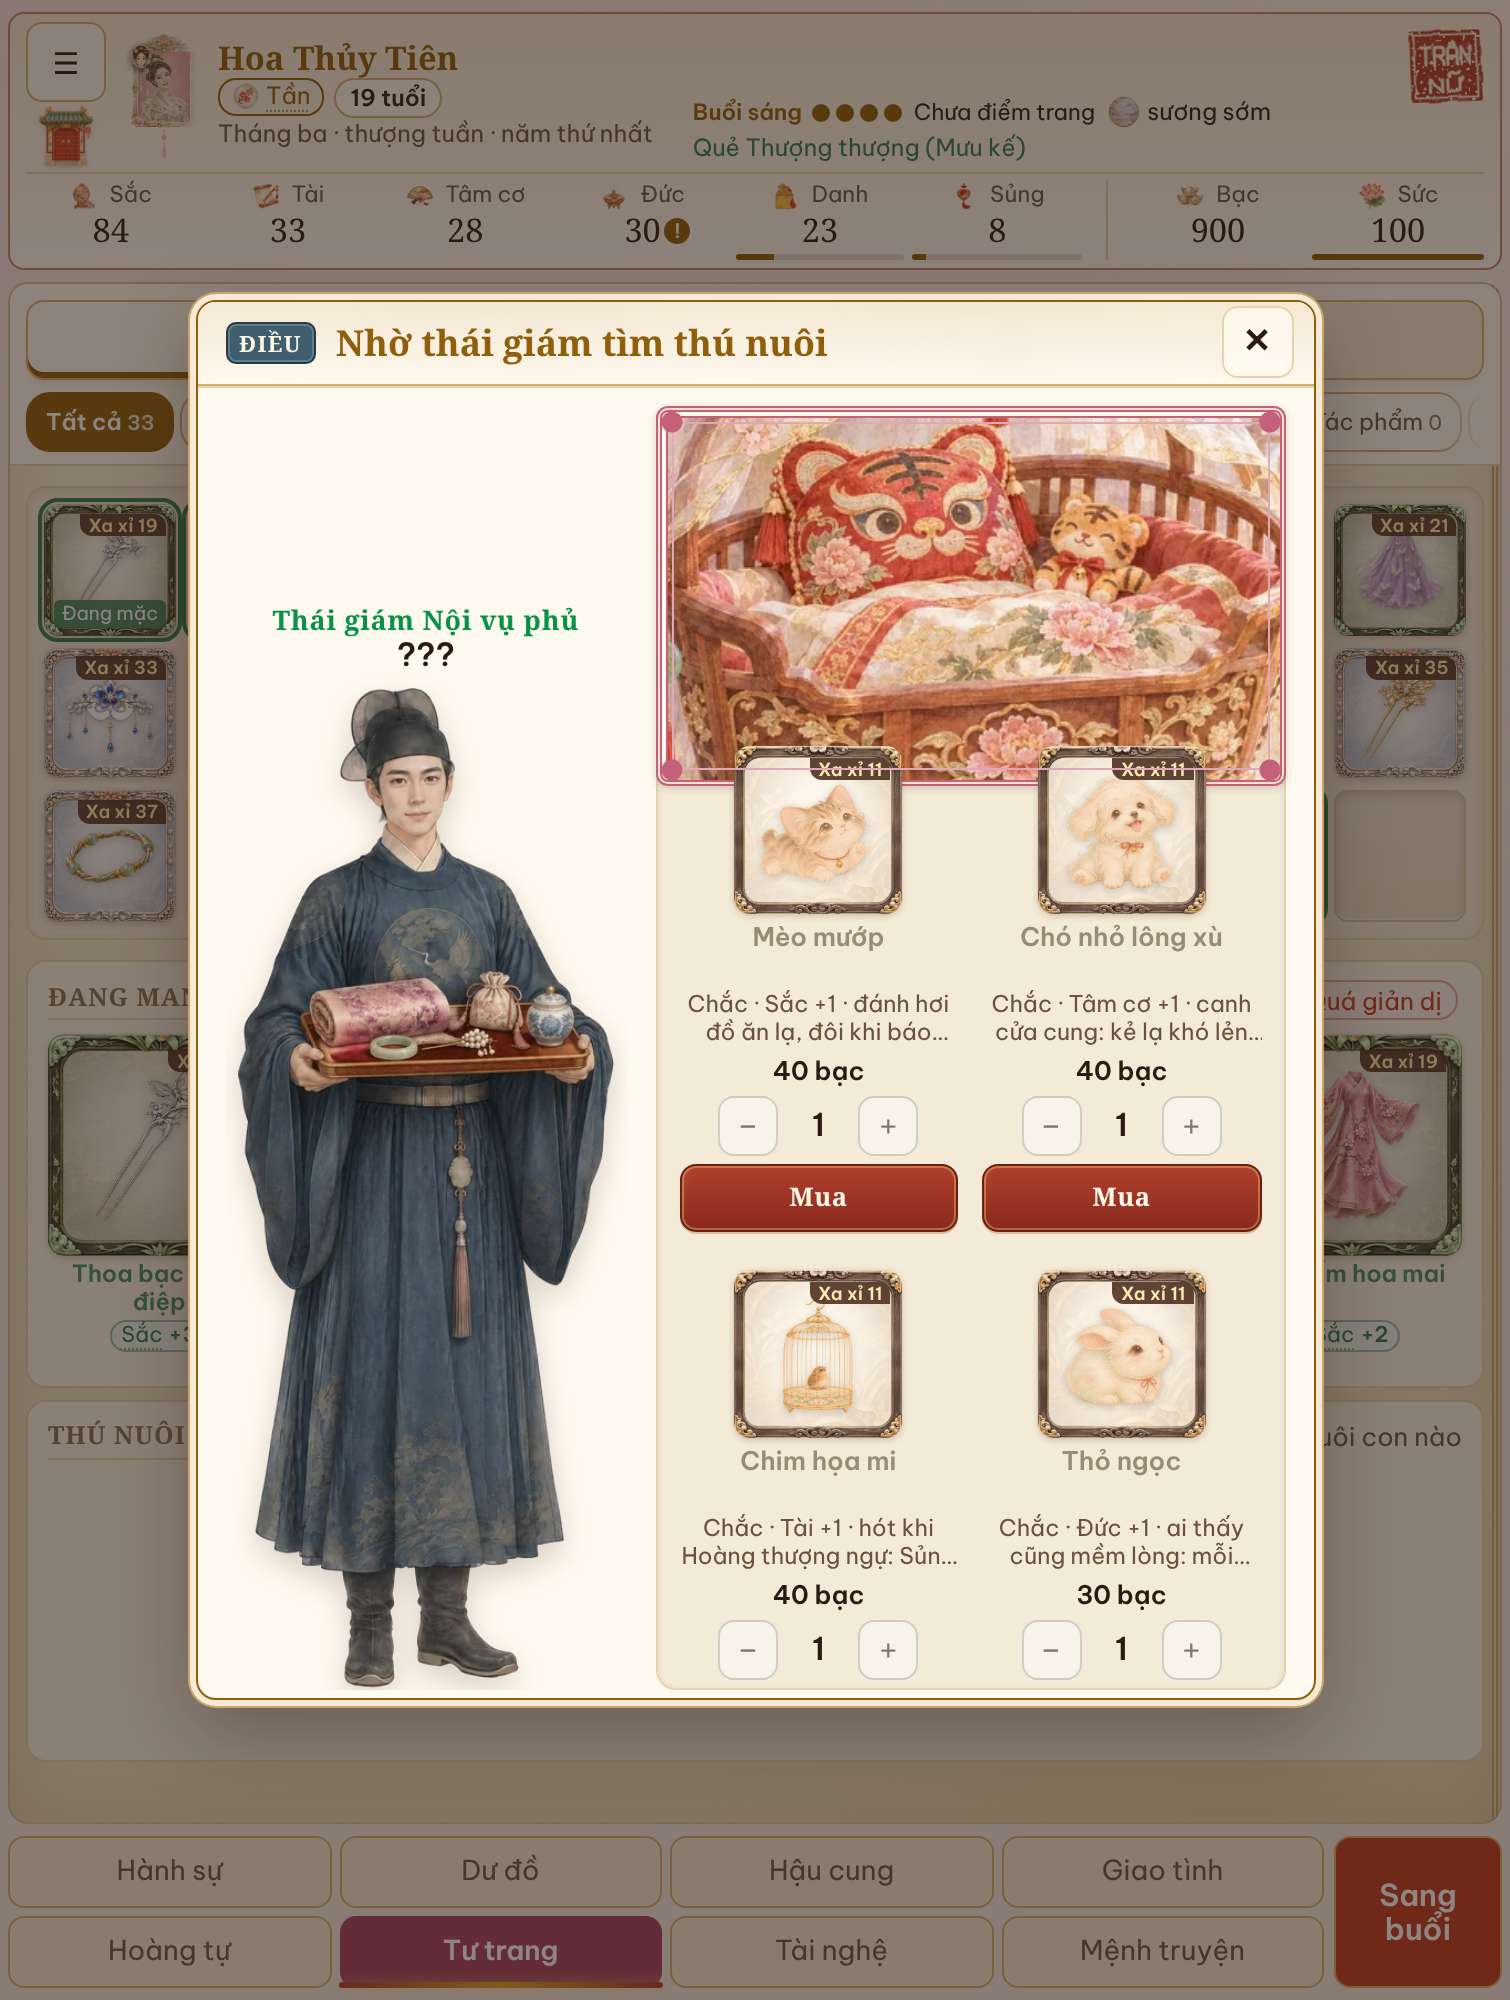 ☰
Hoa Thủy Tiên
Tần
19 tuổi
Tháng ba · thượng tuần · năm thứ nhất
Buổi sáng
Chưa điểm trang
sương sớm
Quẻ Thượng thượng (Mưu kế)
TRÂN
NỮ
Sắc
84
Tài
33
Tâm cơ
28
Đức
30 !
Danh
23
Sủng
8
Bạc
900
Sức
100
ĐIỀU
Nhờ thái giám tìm thú nuôi
✕
Tất cả 33
Tác phẩm 0
Xa xỉ 19
Đang mặc
Xa xỉ 33
Xa xỉ 37
Xa xỉ 21
Xa xỉ 35
ĐANG MAN
Quá giản dị
Xa xỉ 19
Thoa bạc
điệp
Sắc +3
m hoa mai
Sắc +2
THÚ NUÔI
uôi con nào
Thái giám Nội vụ phủ
???
Xa xỉ 11
Mèo mướp
Chắc · Sắc +1 · đánh hơi
đồ ăn lạ, đôi khi báo...
40 bạc
− 1 +
Mua
Xa xỉ 11
Chó nhỏ lông xù
Chắc · Tâm cơ +1 · canh
cửa cung: kẻ lạ khó lẻn...
40 bạc
− 1 +
Mua
Xa xỉ 11
Chim họa mi
Chắc · Tài +1 · hót khi
Hoàng thượng ngự: Sủn...
40 bạc
− 1 +
Xa xỉ 11
Thỏ ngọc
Chắc · Đức +1 · ai thấy
cũng mềm lòng: mỗi...
30 bạc
− 1 +
Hành sự
Dư đồ
Hậu cung
Giao tình
Hoàng tự
Tư trang
Tài nghệ
Mệnh truyện
Sang
buổi